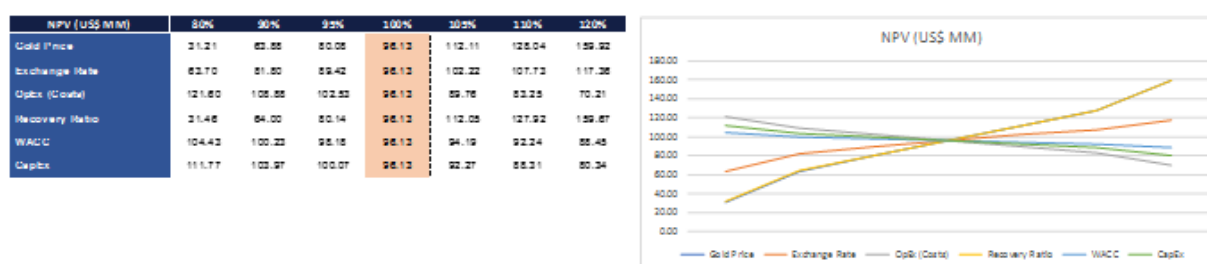 NPV (US$ MM) 80% 90% 95% 100% 105% 110% 120%
Gold Price 31.21 63.88 80.08 96.13 112.11 128.04 159.92
Exchange Rate 63.70 81.80 89.42 96.13 102.22 107.73 117.36
OpEx (Costs) 121.60 108.88 102.53 96.13 89.76 83.25 70.21
Recovery Ratio 31.46 64.00 80.14 96.13 112.05 127.92 159.67
WACC 104.43 100.23 98.18 96.13 94.19 92.24 88.45
CapEx 111.77 103.97 100.07 96.13 92.27 88.31 80.34
NPV (US$ MM)
180.00
160.00
140.00
120.00
100.00
80.00
60.00
40.00
20.00
0.00
Gold Price Exchange Rate OpEx (Costs) Recovery Ratio WACC CapEx